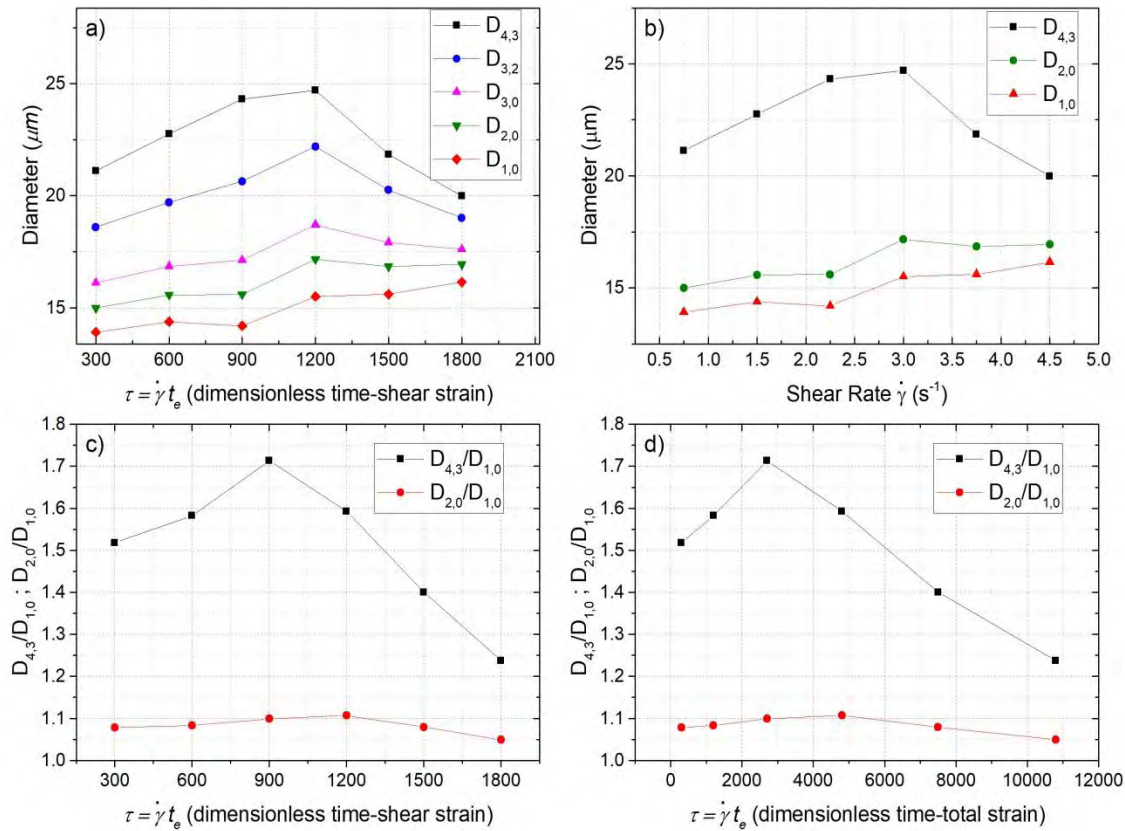 a)
D4,3
D3,2
D3,0
D2,0
D1,0
25
20
15
Diameter (μm)
300 600 900 1200 1500 1800 2100
τ = γ̇ te (dimensionless time-shear strain)
b)
D4,3
D2,0
D1,0
25
20
15
Diameter (μm)
0.5 1.0 1.5 2.0 2.5 3.0 3.5 4.0 4.5 5.0
Shear Rate γ̇ (s-1)
c)
D4,3/D1,0
D2,0/D1,0
1.8
1.7
1.6
1.5
1.4
1.3
1.2
1.1
1.0
D4,3/D1,0 ; D2,0/D1,0
300 600 900 1200 1500 1800
τ = γ̇ te (dimensionless time-shear strain)
d)
D4,3/D1,0
D2,0/D1,0
1.8
1.7
1.6
1.5
1.4
1.3
1.2
1.1
1.0
D4,3/D1,0 ; D2,0/D1,0
0 2000 4000 6000 8000 10000 12000
τ = γ̇ te (dimensionless time-total strain)